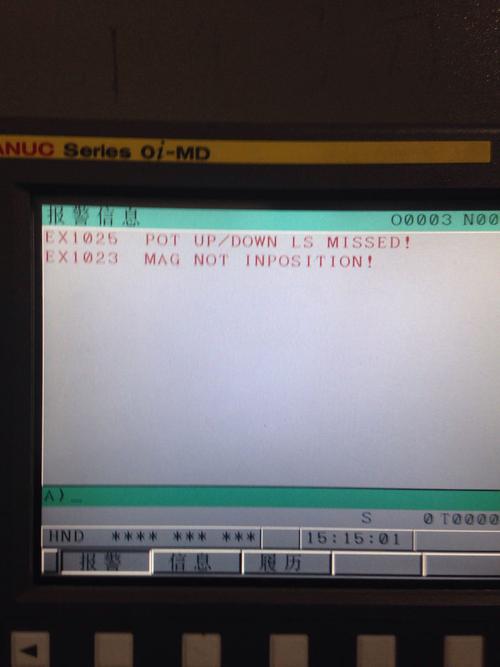 ANUC Series 0i-MD
报警信息 O0003 N00
EX1025 POT UP/DOWN LS MISSED!
EX1023 MAG NOT INPOSITION!
A)_
S 0 T0000
HND **** *** *** 15:15:01
报警 信息 履历